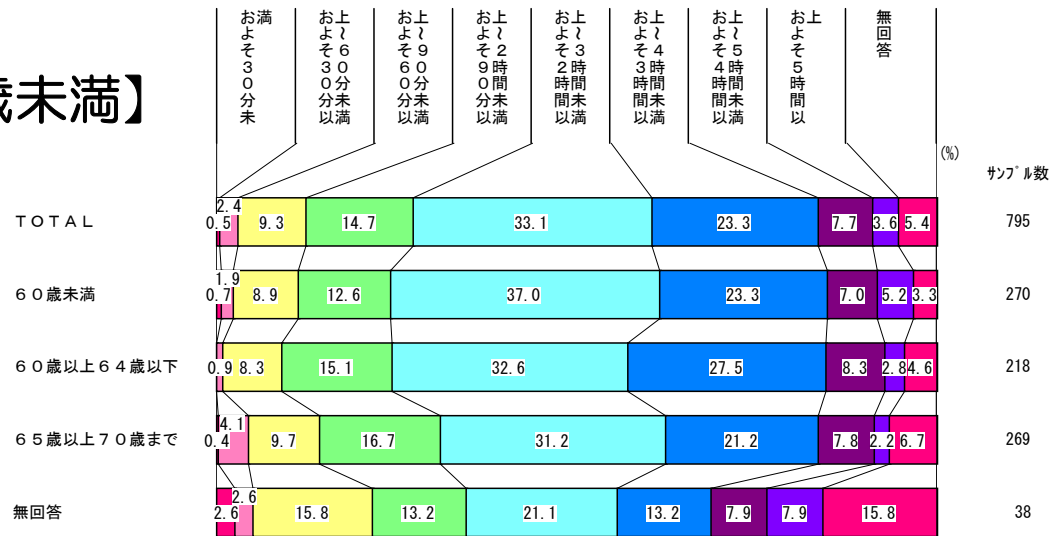 歳未満】
およそ30分未
満
およそ30分以
上~60分未満
およそ60分以
上~90分未満
およそ90分以
上~2時間未満
およそ2時間以
上~3時間未満
およそ3時間以
上~4時間未満
およそ4時間以
上~5時間未満
およそ5時間以
上
無回答
(%)
サンプル数
TOTAL 0.5 2.4 9.3 14.7 33.1 23.3 7.7 3.6 5.4 795
60歳未満 0.7 1.9 8.9 12.6 37.0 23.3 7.0 5.2 3.3 270
60歳以上64歳以下 0.9 8.3 15.1 32.6 27.5 8.3 2.8 4.6 218
65歳以上70歳まで 0.4 4.1 9.7 16.7 31.2 21.2 7.8 2.2 6.7 269
無回答 2.6 2.6 15.8 13.2 21.1 13.2 7.9 7.9 15.8 38